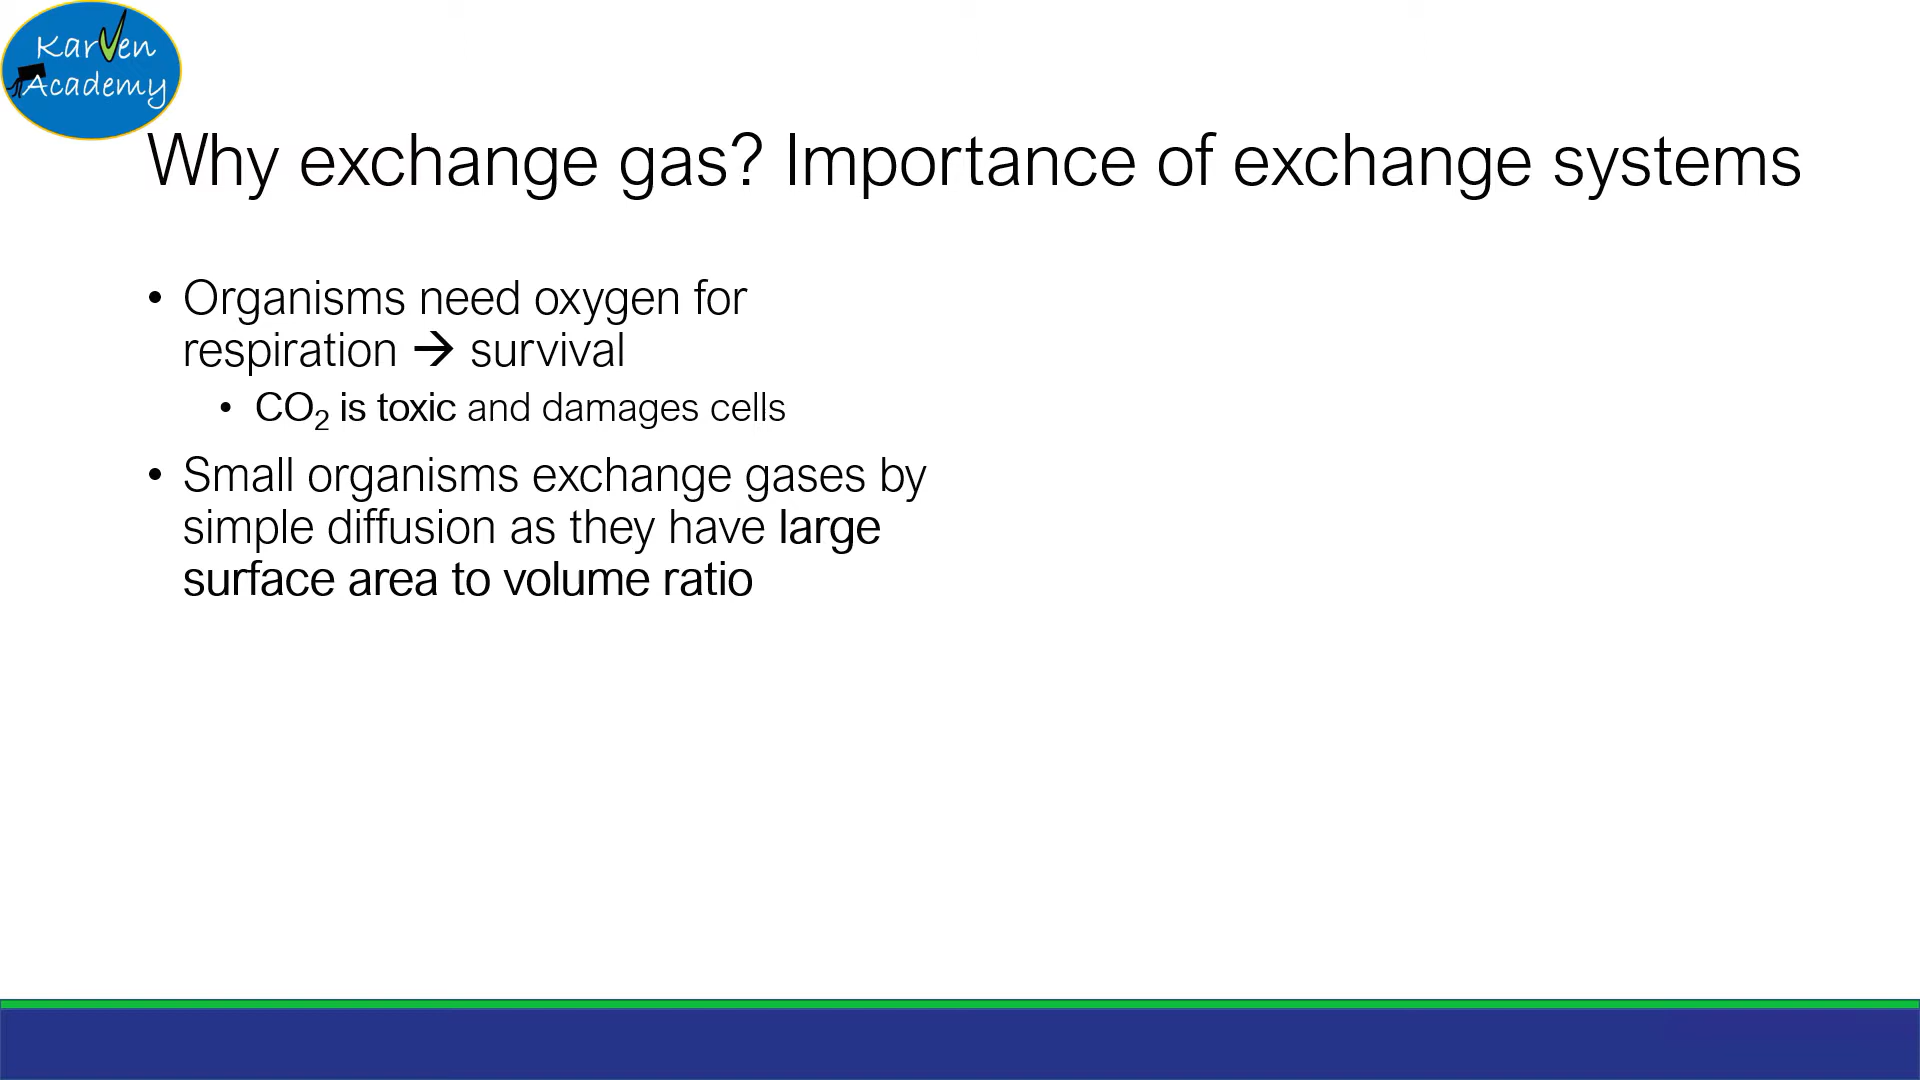 Karven
Academy
Why exchange gas? Importance of exchange systems
• Organisms need oxygen for
respiration → survival
• CO₂ is toxic and damages cells
• Small organisms exchange gases by
simple diffusion as they have large
surface area to volume ratio